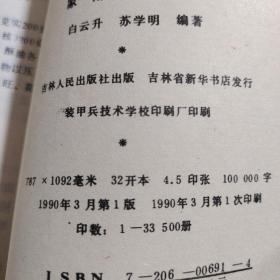 白云升 苏学明 编著
*
吉林人民出版社出版 吉林省新华书店发行
装甲兵技术学校印刷厂印刷
*
787×1092毫米 32开本 4.5印张 100000字
1990年3月第1版 1990年3月第1次印刷
印数：1—33 500册
ISBN 7—206—00691—4